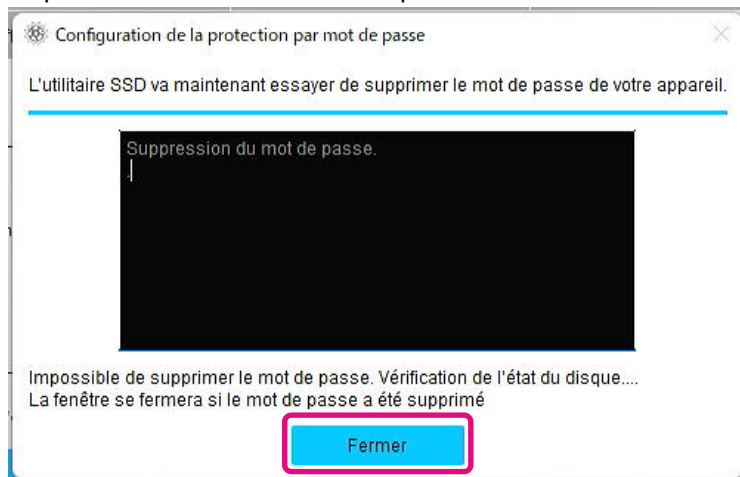 Configuration de la protection par mot de passe
L'utilitaire SSD va maintenant essayer de supprimer le mot de passe de votre appareil.
Suppression du mot de passe.
.
Impossible de supprimer le mot de passe. Vérification de l'état du disque....
La fenêtre se fermera si le mot de passe a été supprimé
Fermer